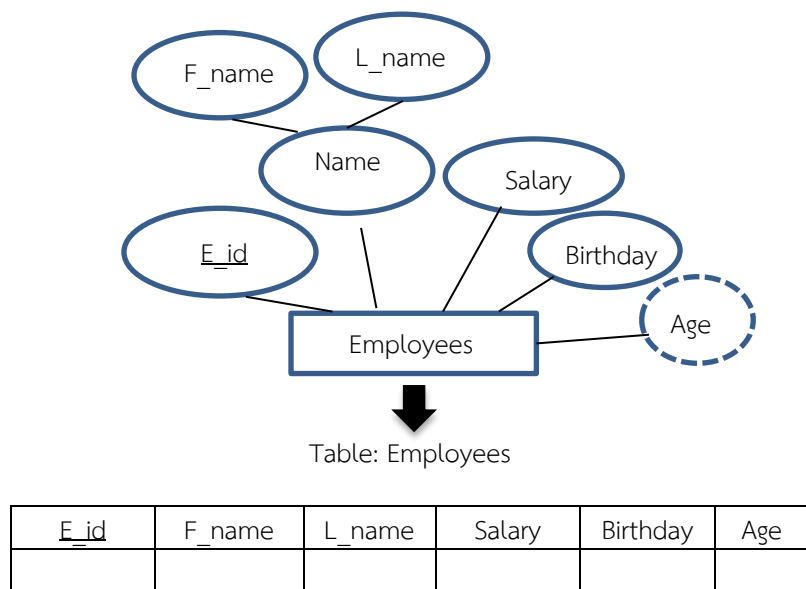 L_name
F_name
Name
Salary
E_id
Birthday
Age
Employees
Table: Employees
E_id F_name L_name Salary Birthday Age